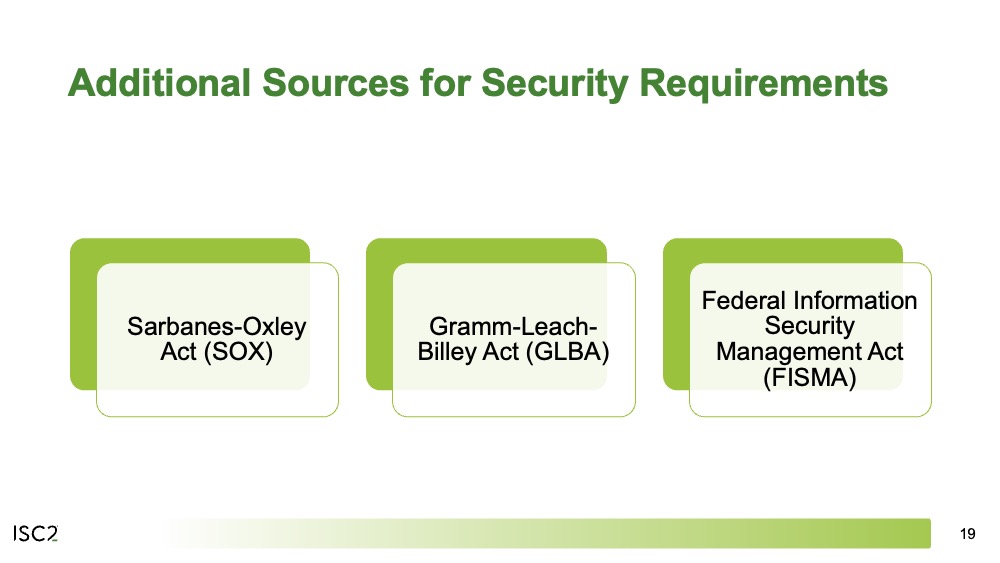 Additional Sources for Security Requirements
Sarbanes-Oxley
Act (SOX)
Gramm-Leach-
Billey Act (GLBA)
Federal Information
Security
Management Act
(FISMA)
ISC2
19